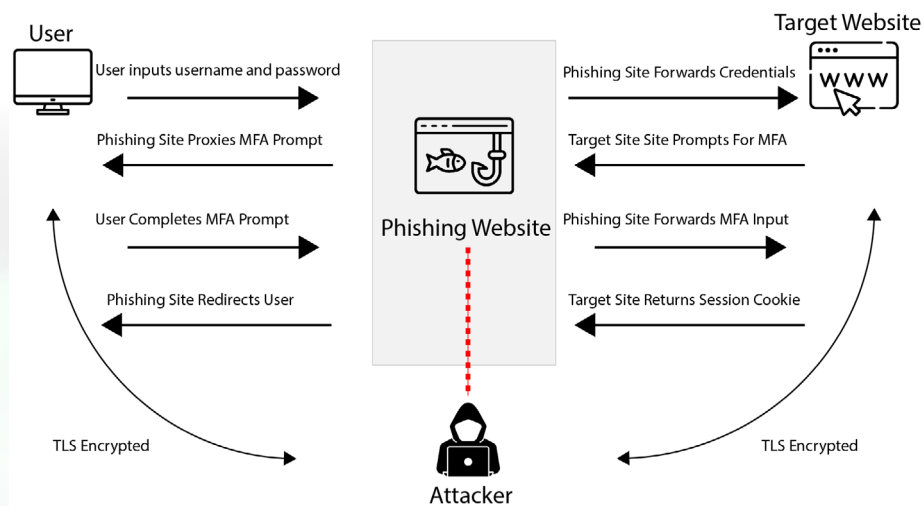 User
Target Website
User inputs username and password
Phishing Site Forwards Credentials
WWW
Phishing Site Proxies MFA Prompt
Target Site Site Prompts For MFA
User Completes MFA Prompt
Phishing Website
Phishing Site Forwards MFA Input
Phishing Site Redirects User
Target Site Returns Session Cookie
TLS Encrypted
TLS Encrypted
Attacker